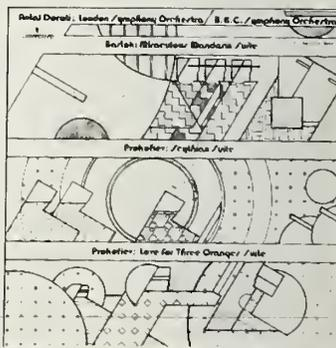 Antal Dorati: London Symphony Orchestra / B.B.C. Symphony Orchestra
Bartok: Miraculous Mandarin Suite
Prokofiev: Scythian Suite
Prokofiev: Love for Three Oranges Suite